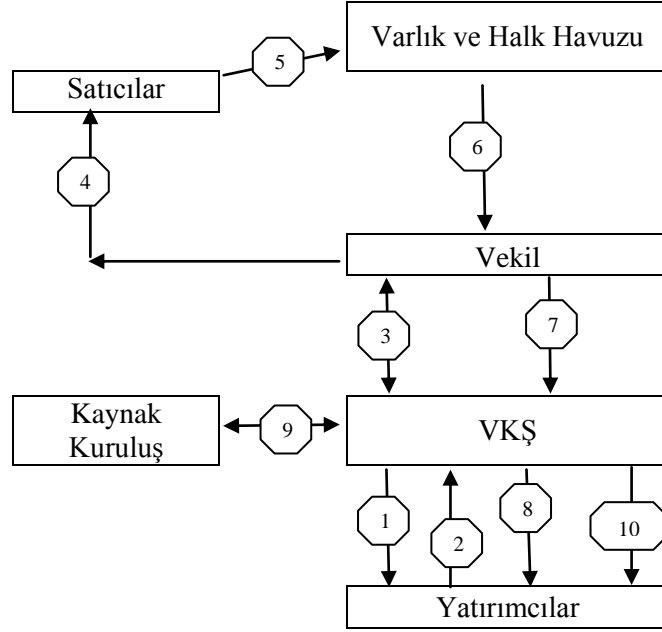 Varlık ve Halk Havuzu
5
Satıcılar
6
4
Vekil
3
7
Kaynak
Kuruluş
9
VKŞ
1
2
8
10
Yatırımcılar